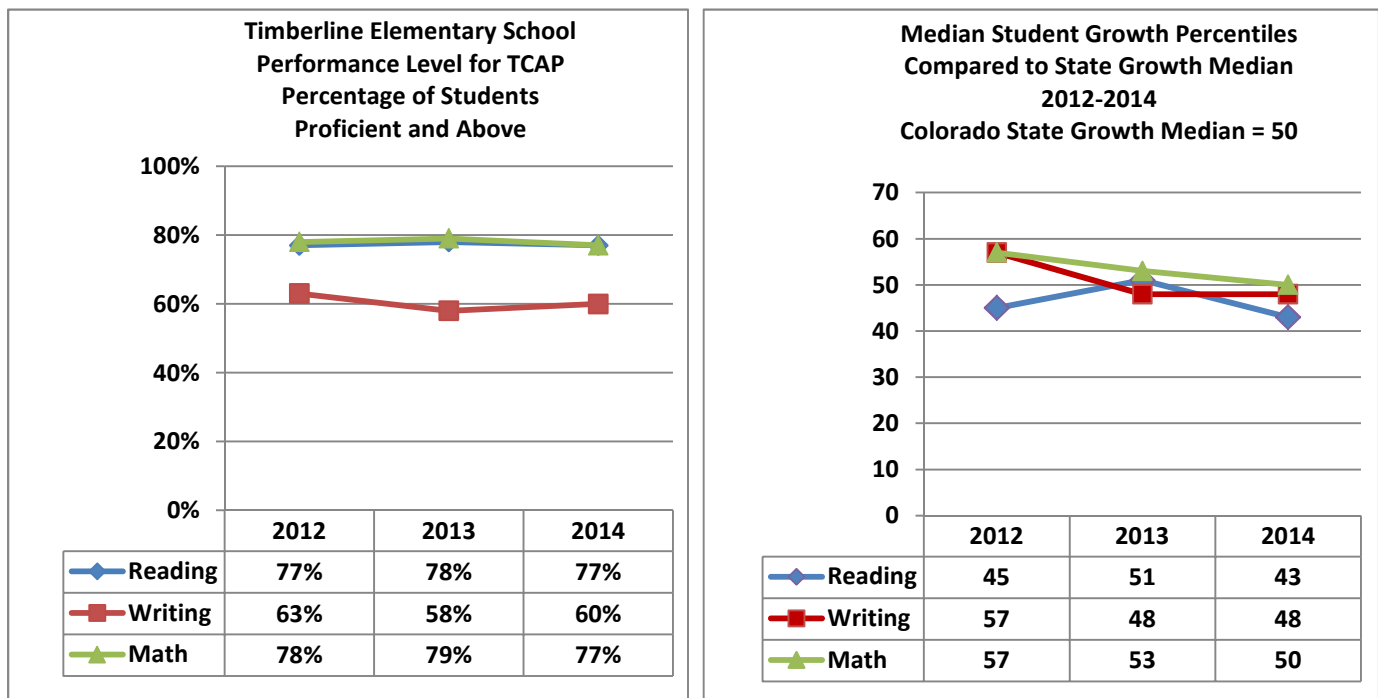 Timberline Elementary School
Performance Level for TCAP
Percentage of Students
Proficient and Above
100%
80%
60%
40%
20%
0%
2012 2013 2014
Reading 77% 78% 77%
Writing 63% 58% 60%
Math 78% 79% 77%
Median Student Growth Percentiles
Compared to State Growth Median
2012-2014
Colorado State Growth Median = 50
70
60
50
40
30
20
10
0
2012 2013 2014
Reading 45 51 43
Writing 57 48 48
Math 57 53 50